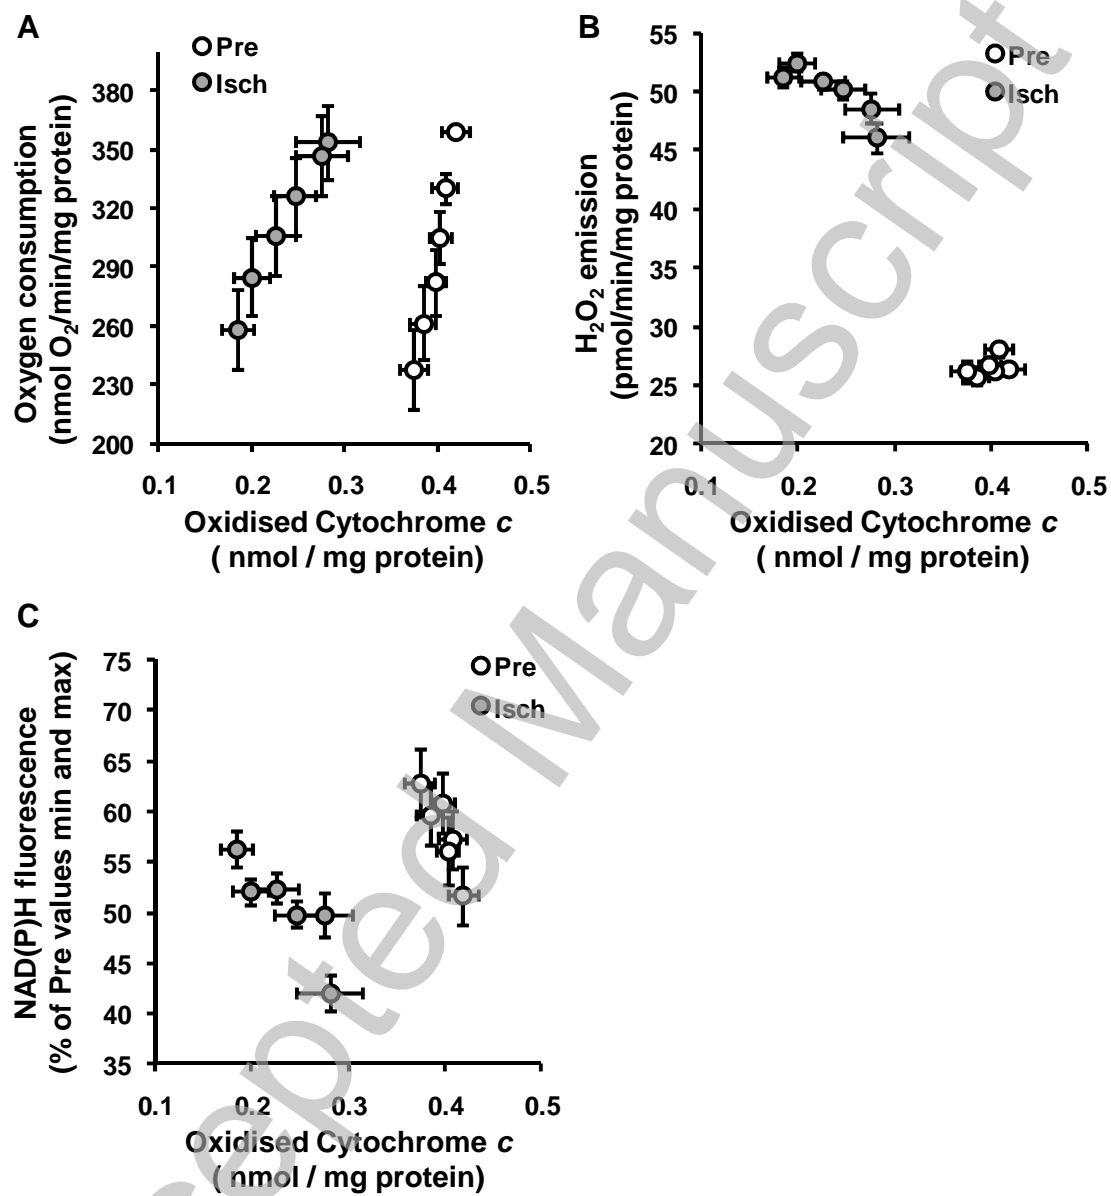 A
Pre
Isch
Oxygen consumption
(nmol O2/min/mg protein)
380
350
320
290
260
230
200
0.1 0.2 0.3 0.4 0.5
Oxidised Cytochrome c
( nmol / mg protein)
B
Pre
Isch
H2O2 emission
(pmol/min/mg protein)
55
50
45
40
35
30
25
20
0.1 0.2 0.3 0.4 0.5
Oxidised Cytochrome c
( nmol / mg protein)
C
Pre
Isch
NAD(P)H fluorescence
(% of Pre values min and max)
75
70
65
60
55
50
45
40
35
0.1 0.2 0.3 0.4 0.5
Oxidised Cytochrome c
( nmol / mg protein)
cepted Manuscript